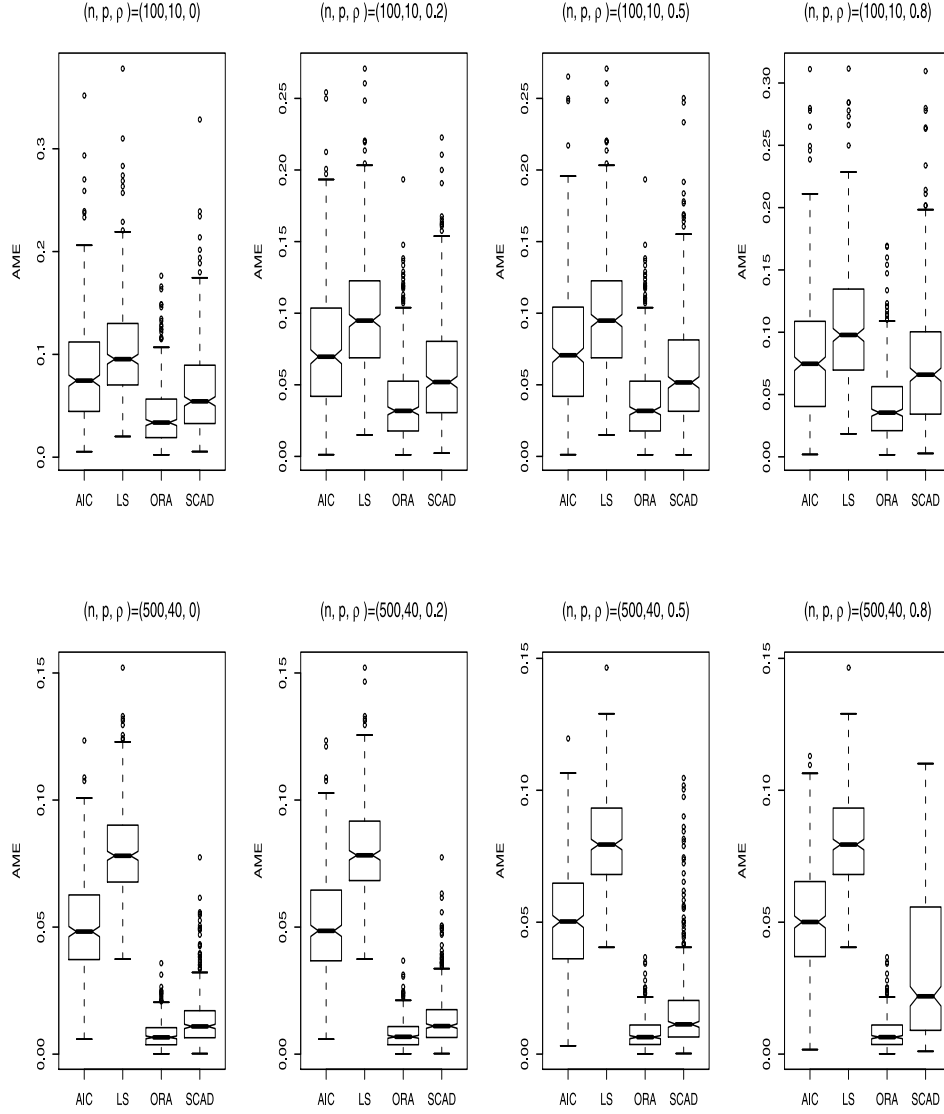 (n, p, ρ )=(100,10, 0)
(n, p, ρ )=(100,10, 0.2)
(n, p, ρ )=(100,10, 0.5)
(n, p, ρ )=(100,10, 0.8)
AME
0.0
0.1
0.2
0.3
AIC
LS
ORA
SCAD
AME
0.00
0.05
0.10
0.15
0.20
0.25
AIC
LS
ORA
SCAD
AME
0.00
0.05
0.10
0.15
0.20
0.25
AIC
LS
ORA
SCAD
AME
0.00
0.05
0.10
0.15
0.20
0.25
0.30
AIC
LS
ORA
SCAD
(n, p, ρ )=(500,40, 0)
(n, p, ρ )=(500,40, 0.2)
(n, p, ρ )=(500,40, 0.5)
(n, p, ρ )=(500,40, 0.8)
AME
0.00
0.05
0.10
0.15
AIC
LS
ORA
SCAD
AME
0.00
0.05
0.10
0.15
AIC
LS
ORA
SCAD
AME
0.00
0.05
0.10
0.15
AIC
LS
ORA
SCAD
AME
0.00
0.05
0.10
0.15
AIC
LS
ORA
SCAD